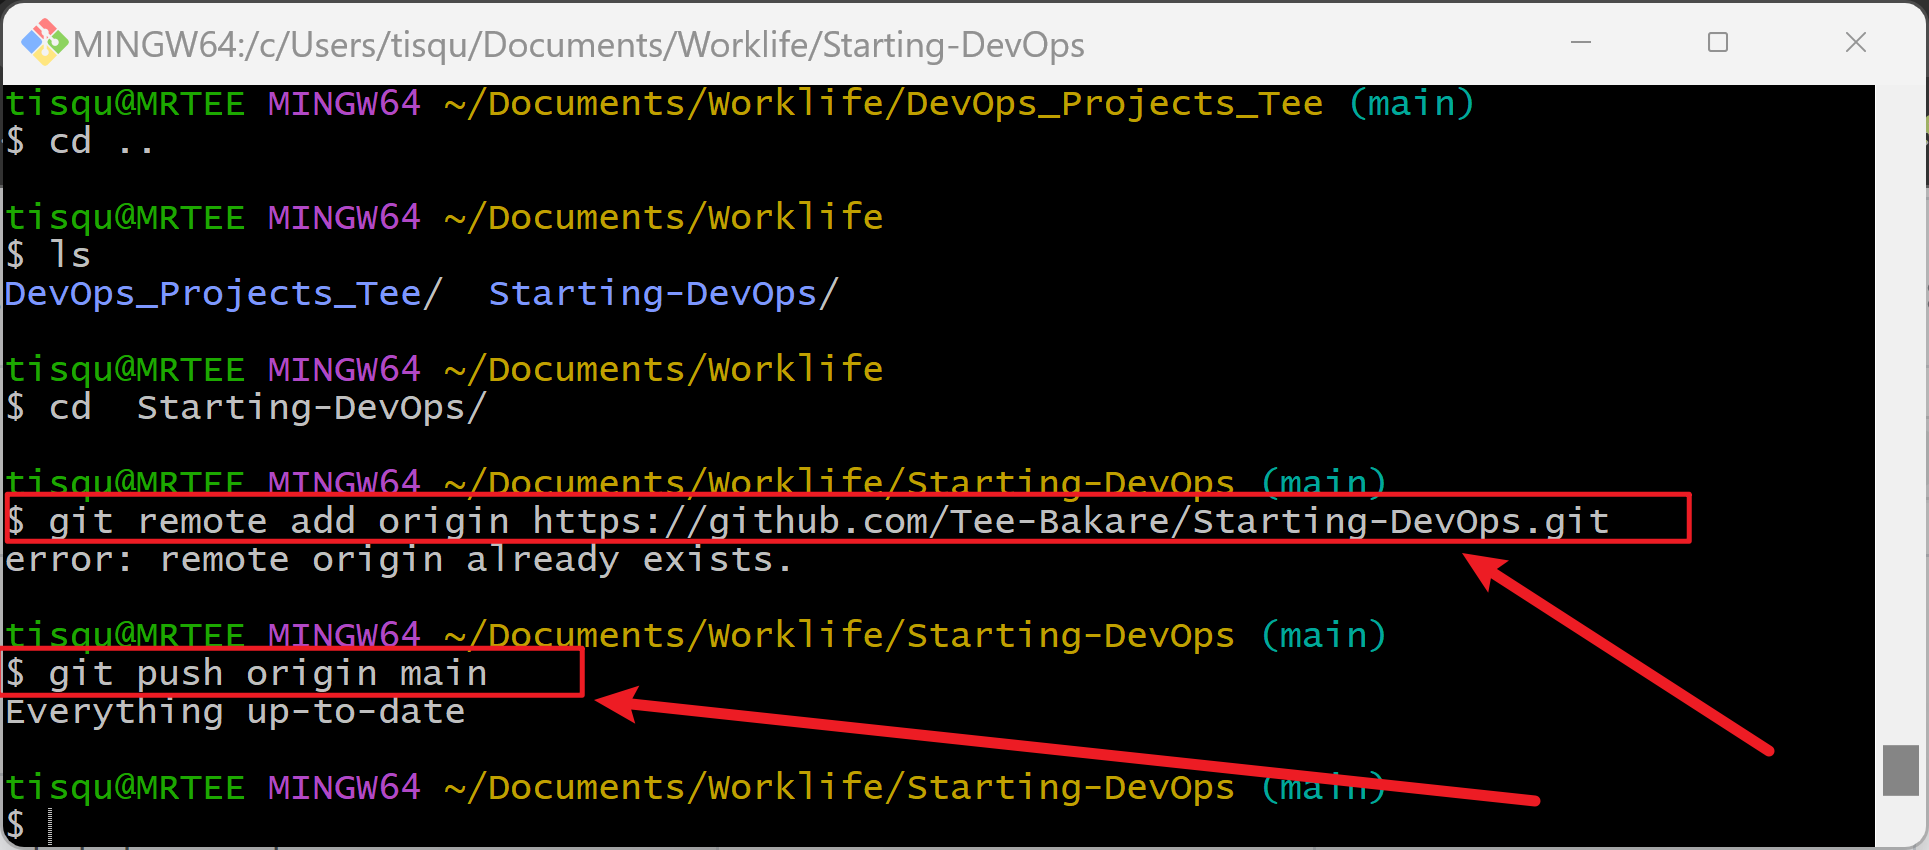 MINGW64:/c/Users/tisqu/Documents/Worklife/Starting-DevOps
tisqu@MRTEE MINGW64 ~/Documents/Worklife/DevOps_Projects_Tee (main)
$ cd ..
tisqu@MRTEE MINGW64 ~/Documents/Worklife
$ ls
DevOps_Projects_Tee/  Starting-DevOps/
tisqu@MRTEE MINGW64 ~/Documents/Worklife
$ cd  Starting-DevOps/
tisqu@MRTEE MINGW64 ~/Documents/Worklife/Starting-DevOps (main)
$ git remote add origin https://github.com/Tee-Bakare/Starting-DevOps.git
error: remote origin already exists.
tisqu@MRTEE MINGW64 ~/Documents/Worklife/Starting-DevOps (main)
$ git push origin main
Everything up-to-date
tisqu@MRTEE MINGW64 ~/Documents/Worklife/Starting-DevOps (main)
$